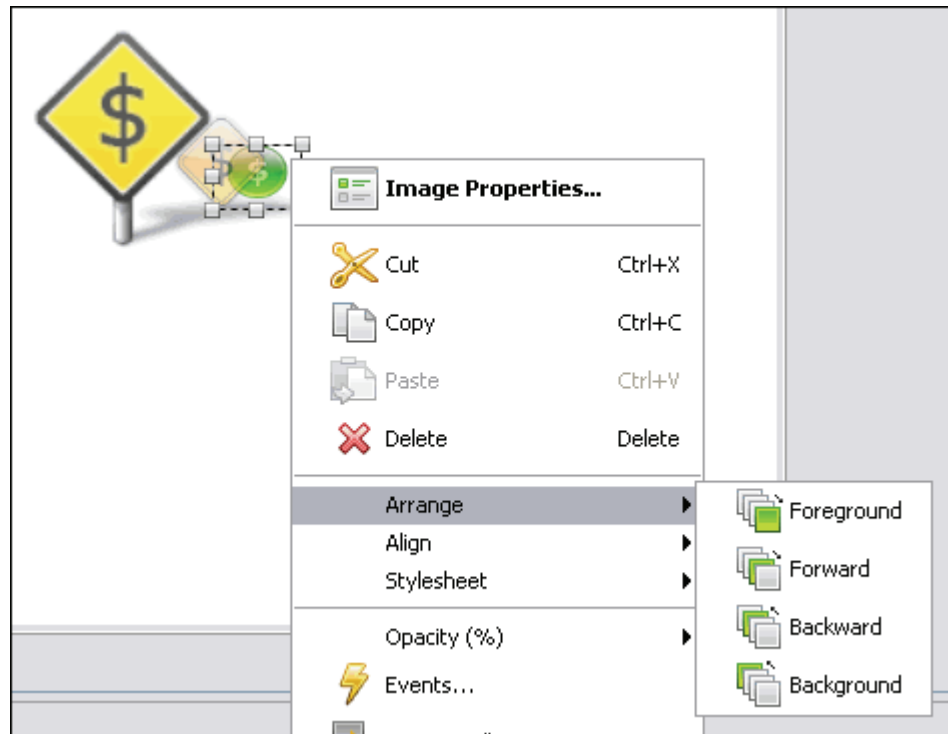 $
$
$
Image Properties...
Cut Ctrl+X
Copy Ctrl+C
Paste Ctrl+V
Delete Delete
Arrange
Foreground
Align
Forward
Stylesheet
Backward
Opacity (%)
Background
Events...